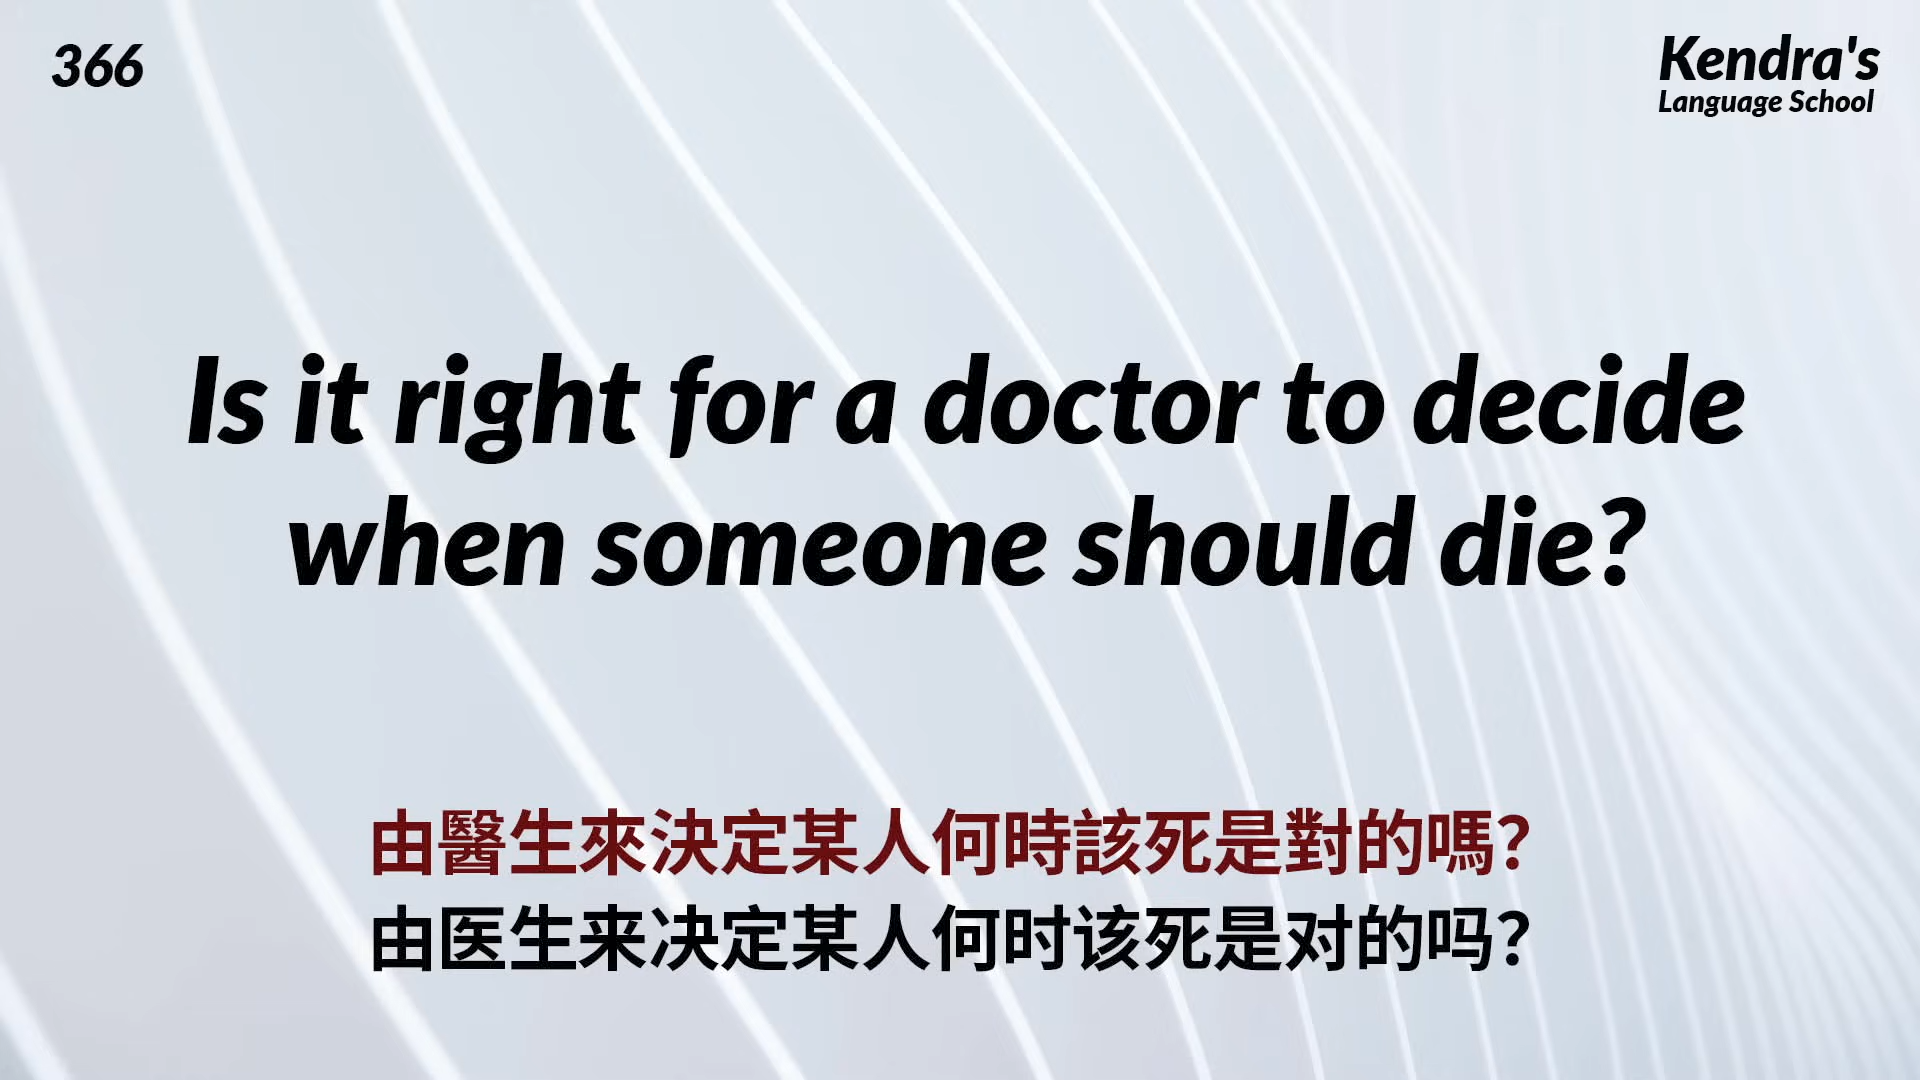 366
Kendra's
Language School
Is it right for a doctor to decide
when someone should die?
由醫生來決定某人何時該死是對的嗎？
由医生来决定某人何时该死是对的吗？